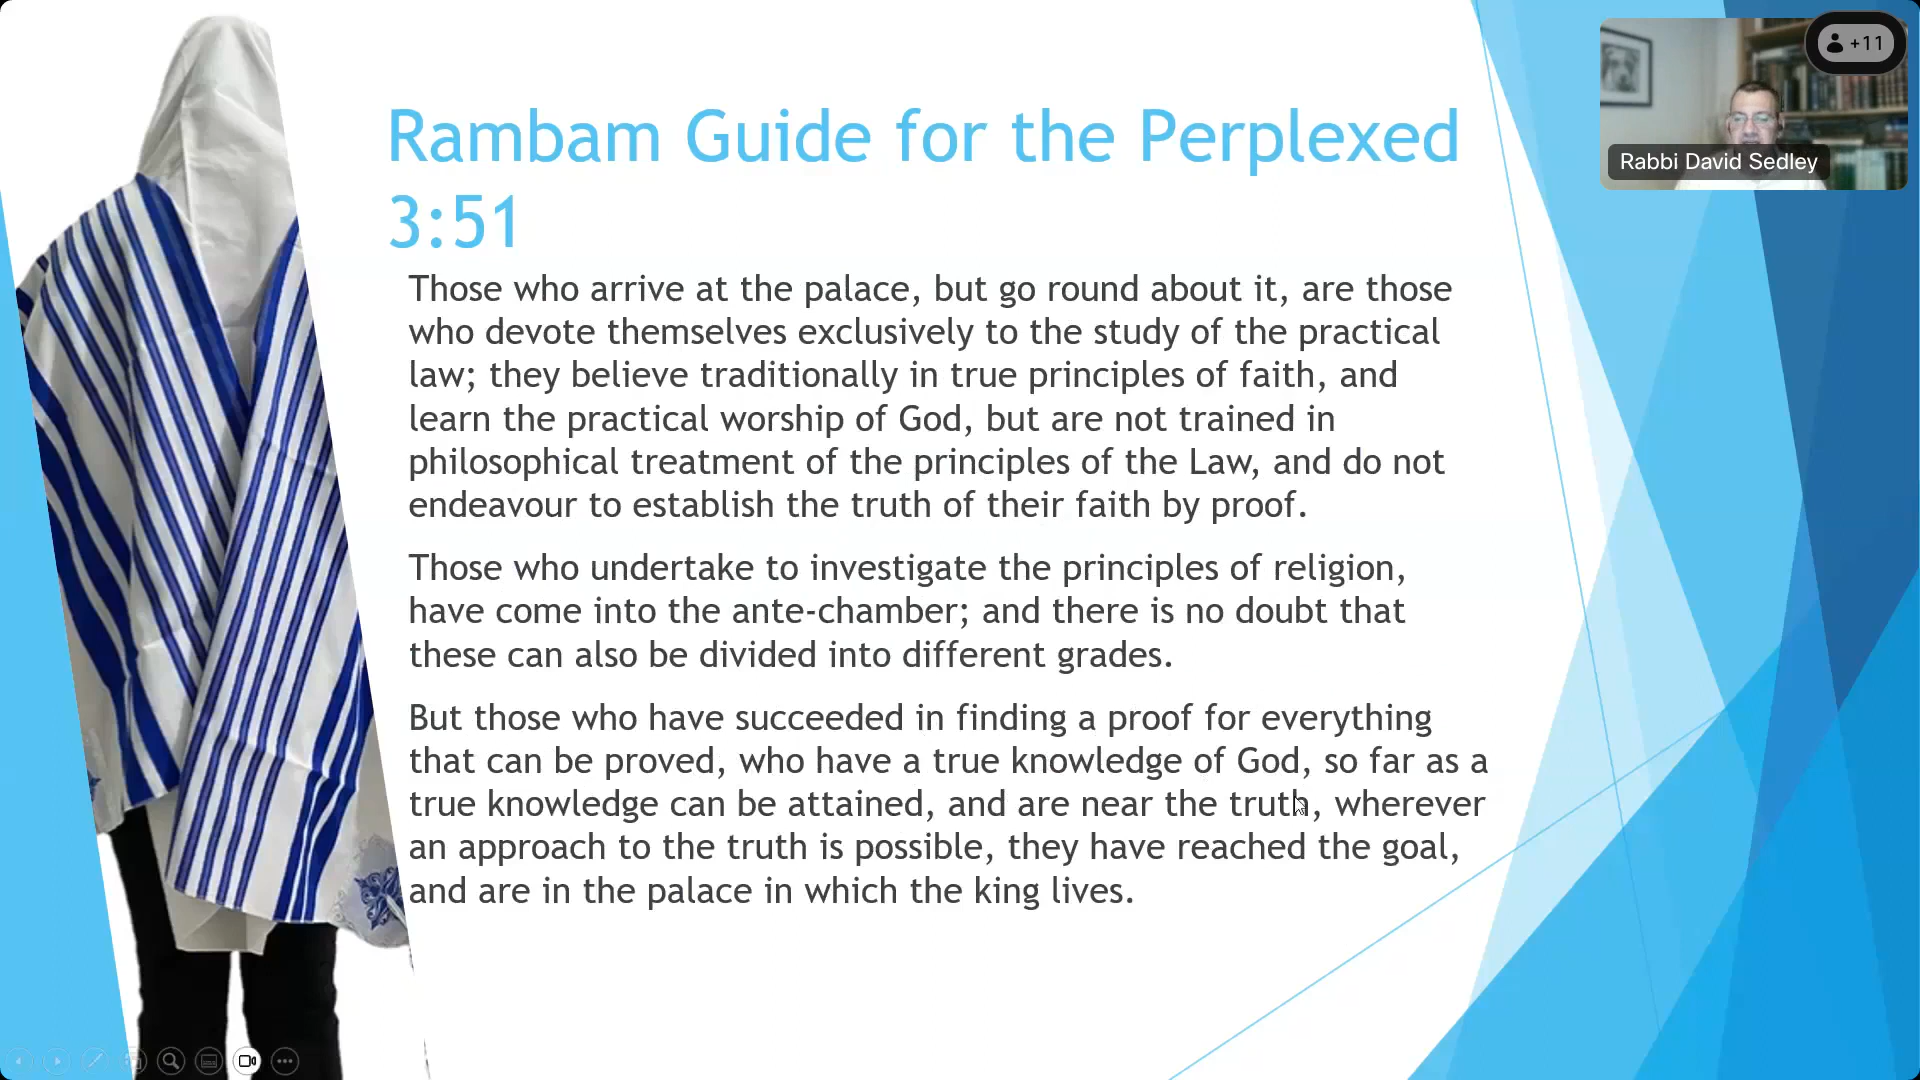 Rambam Guide for the Perplexed
3:51
Those who arrive at the palace, but go round about it, are those
who devote themselves exclusively to the study of the practical
law; they believe traditionally in true principles of faith, and
learn the practical worship of God, but are not trained in
philosophical treatment of the principles of the Law, and do not
endeavour to establish the truth of their faith by proof.
Those who undertake to investigate the principles of religion,
have come into the ante-chamber; and there is no doubt that
these can also be divided into different grades.
But those who have succeeded in finding a proof for everything
that can be proved, who have a true knowledge of God, so far as a
true knowledge can be attained, and are near the truth, wherever
an approach to the truth is possible, they have reached the goal,
and are in the palace in which the king lives.
+11
Rabbi David Sedley